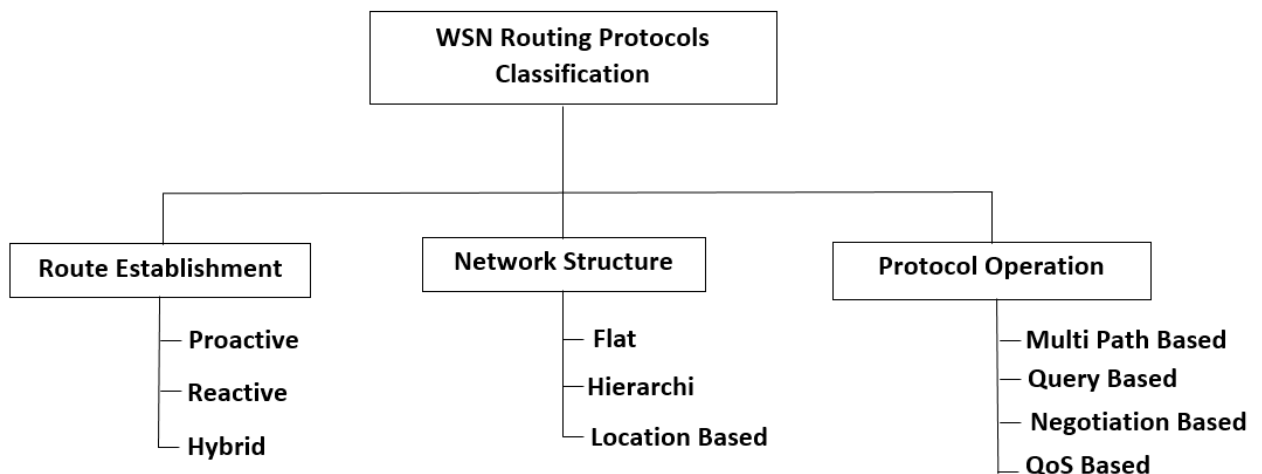 WSN Routing Protocols
Classification
Route Establishment
Proactive
Reactive
Hybrid
Network Structure
Flat
Hierarchi
Location Based
Protocol Operation
Multi Path Based
Query Based
Negotiation Based
QoS Based